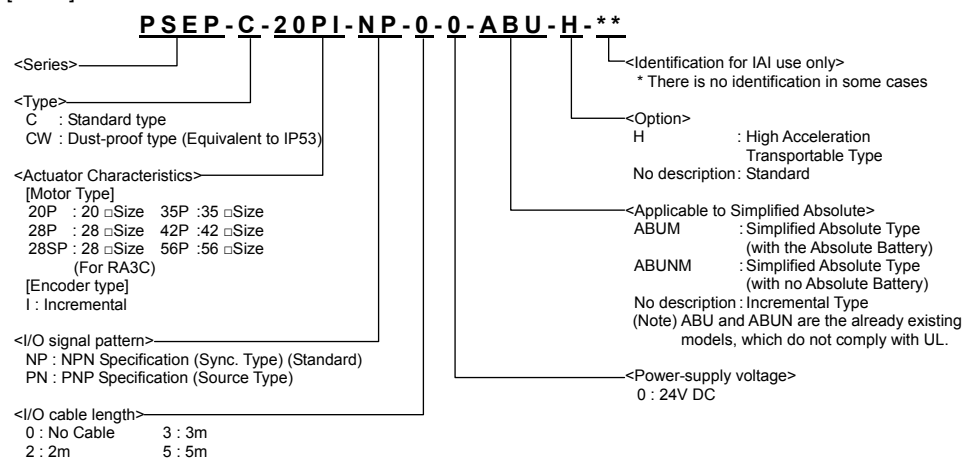 PSEP-C-20PI-NP-0-0-ABU-H-**
<Series>
<Type>
C : Standard type
CW : Dust-proof type (Equivalent to IP53)
<Actuator Characteristics>
[Motor Type]
20P : 20 □Size 35P :35 □Size
28P : 28 □Size 42P :42 □Size
28SP : 28 □Size 56P :56 □Size
(For RA3C)
[Encoder type]
I : Incremental
<I/O signal pattern>
NP : NPN Specification (Sync. Type) (Standard)
PN : PNP Specification (Source Type)
<I/O cable length>
0 : No Cable 3 : 3m
2 : 2m 5 : 5m
<Identification for IAI use only>
* There is no identification in some cases
<Option>
H : High Acceleration
Transportable Type
No description : Standard
<Applicable to Simplified Absolute>
ABUM : Simplified Absolute Type
(with the Absolute Battery)
ABUNM : Simplified Absolute Type
(with no Absolute Battery)
No description : Incremental Type
(Note) ABU and ABUN are the already existing
models, which do not comply with UL.
<Power-supply voltage>
0 : 24V DC